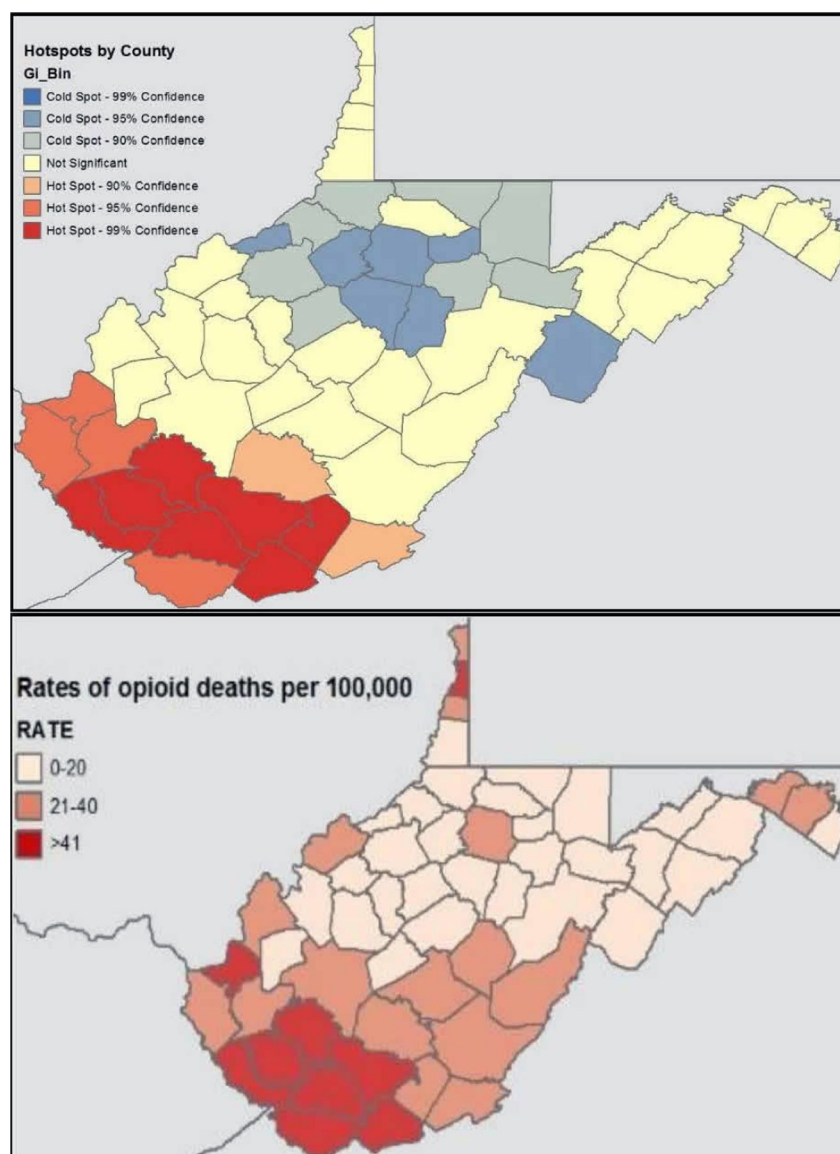 Hotspots by County
Gi_Bin
Cold Spot - 99% Confidence
Cold Spot - 95% Confidence
Cold Spot - 90% Confidence
Not Significant
Hot Spot - 90% Confidence
Hot Spot - 95% Confidence
Hot Spot - 99% Confidence
Rates of opioid deaths per 100,000
RATE
0-20
21-40
>41